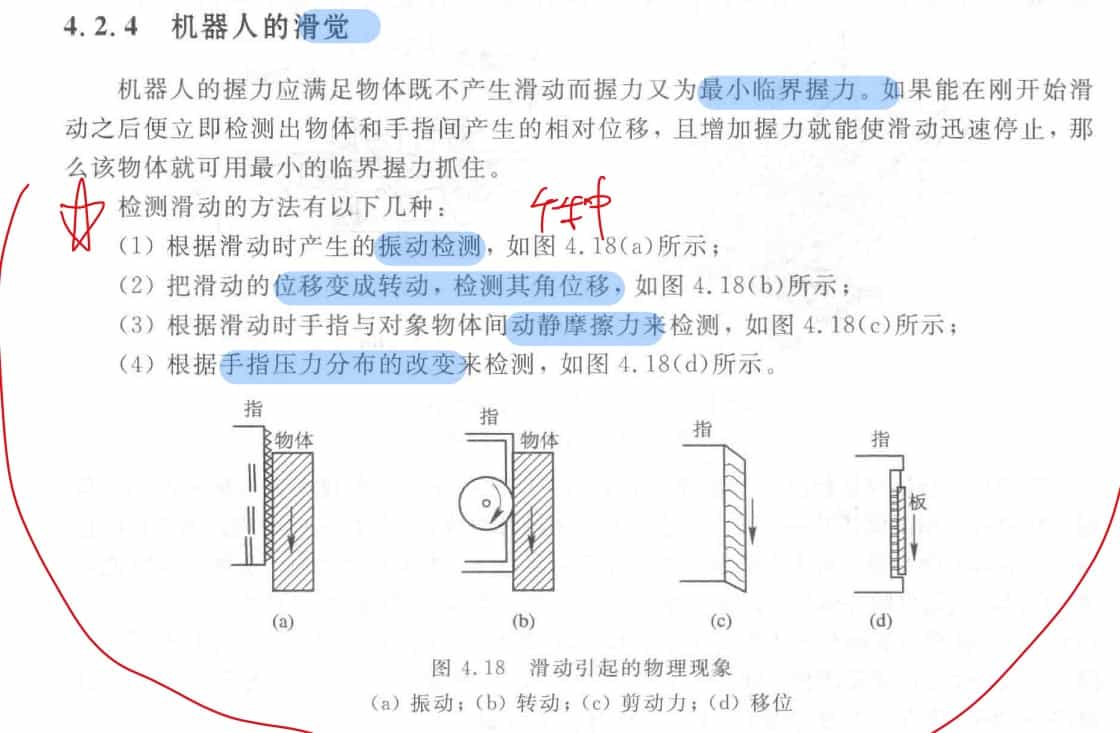 4.2.4 机器人的滑觉
机器人的握力应满足物体既不产生滑动而握力又为最小临界握力。如果能在刚开始滑
动之后便立即检测出物体和手指间产生的相对位移，且增加握力就能使滑动迅速停止，那
么该物体就可用最小的临界握力抓住。
检测滑动的方法有以下几种：
(1) 根据滑动时产生的振动检测，如图 4.18(a)所示；
(2) 把滑动的位移变成转动，检测其角位移，如图 4.18(b)所示；
(3) 根据滑动时手指与对象物体间动静摩擦力来检测，如图 4.18(c)所示；
(4) 根据手指压力分布的改变来检测，如图 4.18(d)所示。
指 物体
指 物体
指
指 板
(a) (b) (c) (d)
图 4.18 滑动引起的物理现象
(a) 振动；(b) 转动；(c) 剪动力；(d) 移位